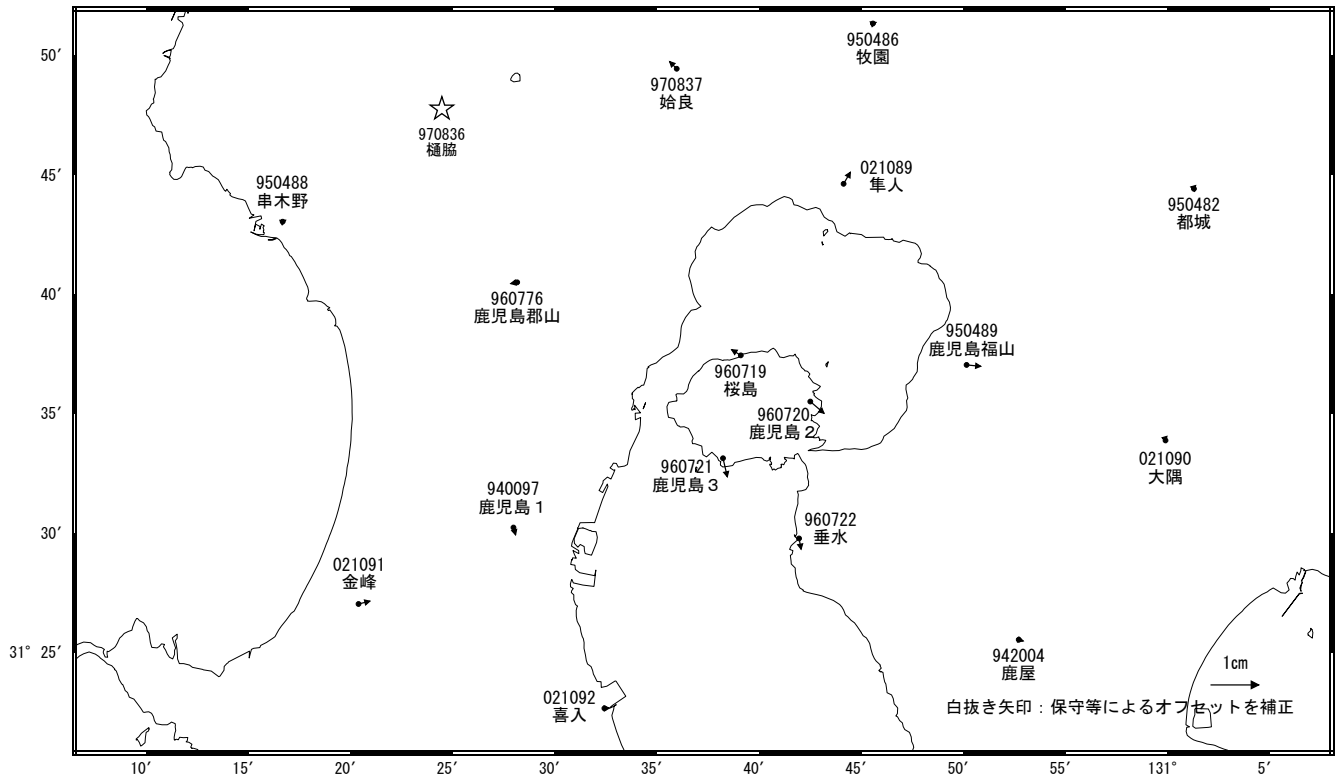 50′
950486
牧園
970837
姶良
970836
樋脇
45′
021089
隼人
950488
串木野
950482
都城
40′
960776
鹿児島郡山
950489
鹿児島福山
960719
桜島
35′
960720
鹿児島２
960721
鹿児島３
021090
大隅
940097
鹿児島１
30′
960722
垂水
021091
金峰
31° 25′
942004
鹿屋
1cm
021092
喜入
白抜き矢印：保守等によるオフセットを補正
10′ 15′ 20′ 25′ 30′ 35′ 40′ 45′ 50′ 55′ 131° 5′